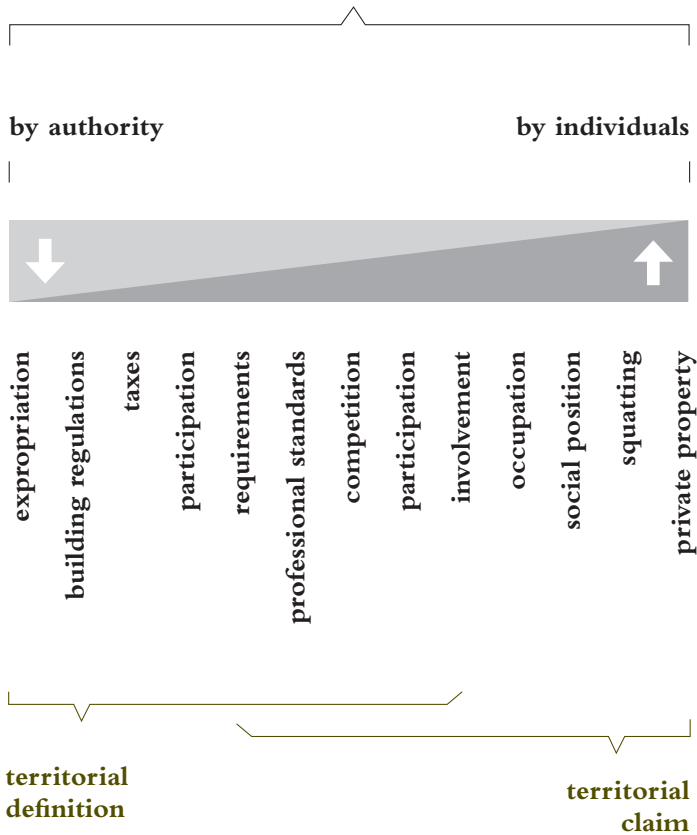 by authority
by individuals
expropriation
building regulations
taxes
participation
requirements
professional standards
competition
participation
involvement
occupation
social position
squatting
private property
territorial
definition
territorial
claim